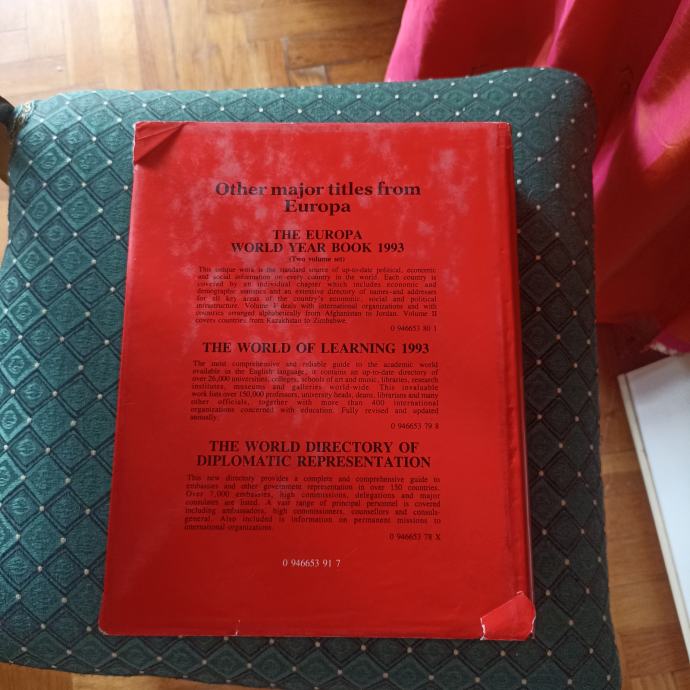 Other major titles from
Europa
THE EUROPA
WORLD YEAR BOOK 1993
(Two volume set)
This unique work is the standard source of up-to-date political, economic
and social information on every country in the world. Each country is
covered by an individual chapter which includes economic and
demographic statistics and an extensive directory of names and addresses
for all key areas of the country's economic, social and political
infrastructure. Volume I deals with international organizations and with
countries arranged alphabetically from Afghanistan to Jordan. Volume II
covers countries from Kazakhstan to Zimbabwe.
0 946653 80 1
THE WORLD OF LEARNING 1993
The most comprehensive and reliable guide to the academic world
available in the English language, it contains an up-to-date directory of
over 26,000 universities, colleges, schools of art and music, libraries, research
institutes, museums and galleries world-wide. This invaluable
work lists over 150,000 professors, university heads, deans, librarians and many
other officials, together with more than 400 international
organizations concerned with education. Fully revised and updated
annually.
0 946653 79 8
THE WORLD DIRECTORY OF
DIPLOMATIC REPRESENTATION
This new directory provides a complete and comprehensive guide to
embassies and other government representation in over 150 countries.
Over 7,000 embassies, high commissions, delegations and major
consulates are listed. A vast range of principal personnel is covered
including ambassadors, high commissioners, counsellors and consuls-
general. Also included is information on permanent missions to
international organizations.
0 946653 78 X
0 946653 91 7